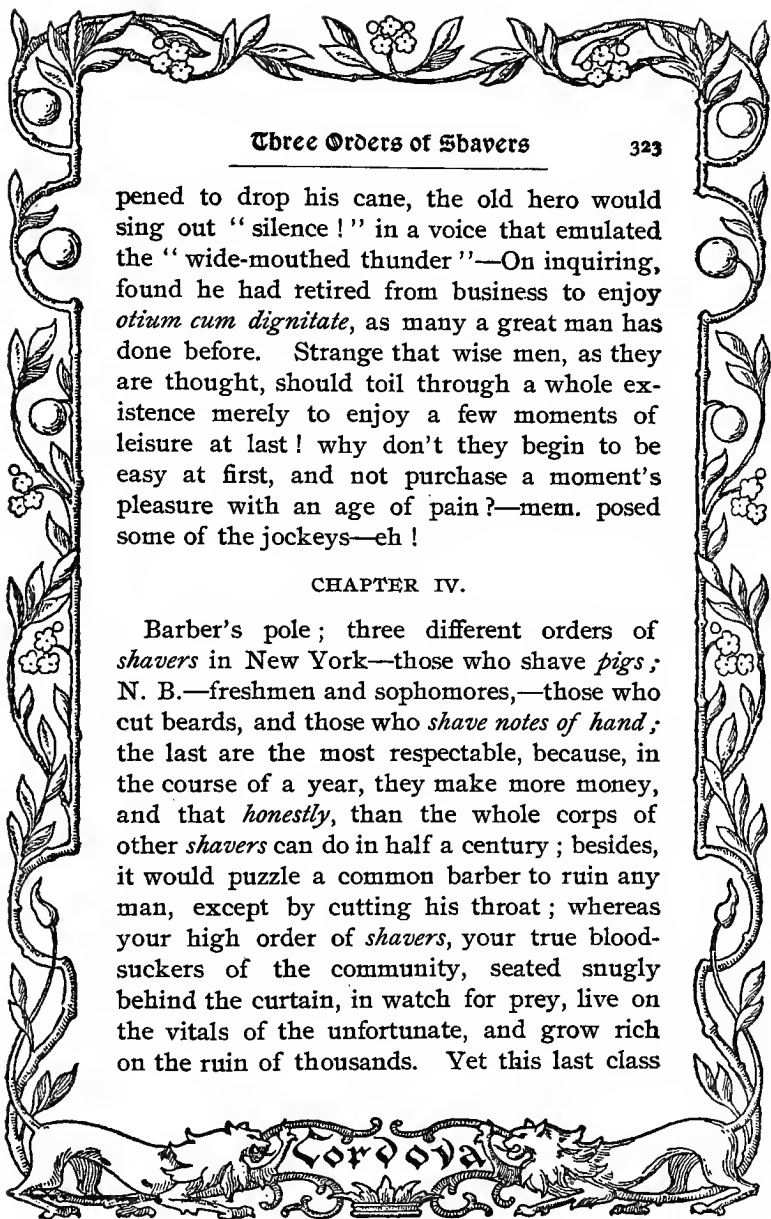 Three Orders of Shavers 323
pened to drop his cane, the old hero would
sing out “ silence ! ” in a voice that emulated
the “ wide-mouthed thunder ”—On inquiring,
found he had retired from business to enjoy
otium cum dignitate, as many a great man has
done before. Strange that wise men, as they
are thought, should toil through a whole ex-
istence merely to enjoy a few moments of
leisure at last ! why don’t they begin to be
easy at first, and not purchase a moment’s
pleasure with an age of pain ?—mem. posed
some of the jockeys—eh !
CHAPTER IV.
Barber’s pole ; three different orders of
shavers in New York—those who shave pigs ;
N. B.—freshmen and sophomores,—those who
cut beards, and those who shave notes of hand ;
the last are the most respectable, because, in
the course of a year, they make more money,
and that honestly, than the whole corps of
other shavers can do in half a century ; besides,
it would puzzle a common barber to ruin any
man, except by cutting his throat ; whereas
your high order of shavers, your true blood-
suckers of the community, seated snugly
behind the curtain, in watch for prey, live on
the vitals of the unfortunate, and grow rich
on the ruin of thousands. Yet this last class
Cordova